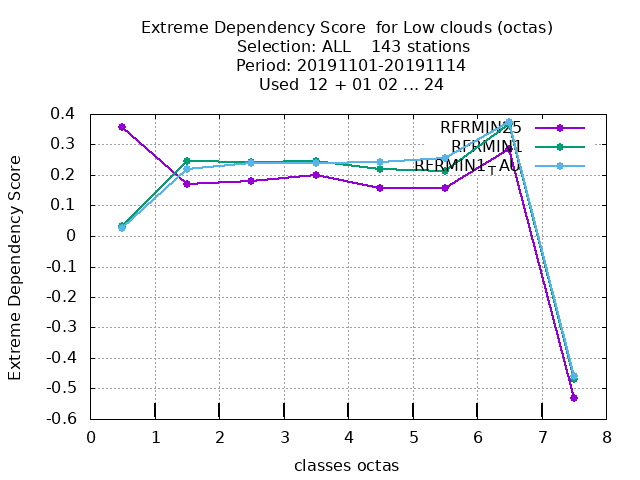 Extreme Dependency Score  for Low clouds (octas)
Selection: ALL    143 stations
Period: 20191101-20191114
Used  12 + 01 02 ... 24
RFRMIN25
RFRMIN1
RFRMIN1TAU
0.4
0.3
0.2
0.1
0
-0.1
-0.2
-0.3
-0.4
-0.5
-0.6
Extreme Dependency Score
0 1 2 3 4 5 6 7 8
classes octas